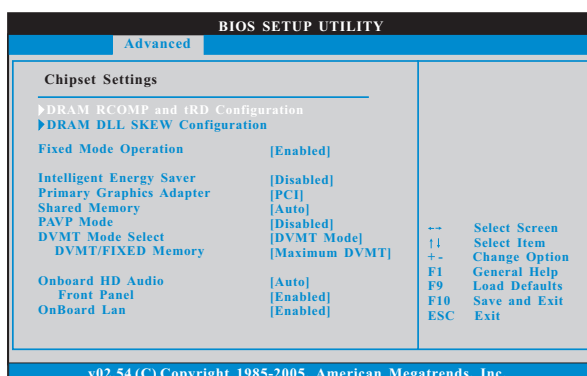 BIOS SETUP UTILITY
Advanced
Chipset Settings
DRAM RCOMP and tRD Configuration
DRAM DLL SKEW Configuration
Fixed Mode Operation [Enabled]
Intelligent Energy Saver [Disabled]
Primary Graphics Adapter [PCI]
Shared Memory [Auto]
PAVP Mode [Disabled]
DVMT Mode Select [DVMT Mode]
DVMT/FIXED Memory [Maximum DVMT]
Onboard HD Audio [Auto]
Front Panel [Enabled]
OnBoard Lan [Enabled]
←→ Select Screen
↑↓ Select Item
+ - Change Option
F1 General Help
F9 Load Defaults
F10 Save and Exit
ESC Exit
v02.54 (C) Copyright 1985-2005, American Megatrends, Inc.